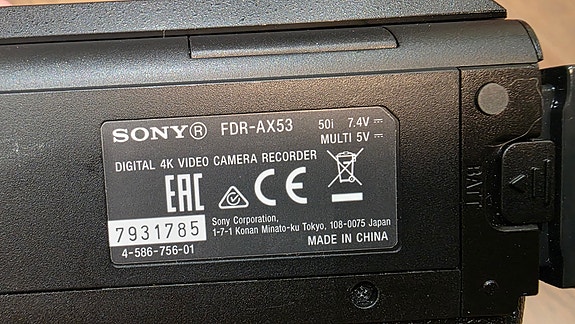 SONY® FDR-AX53 50i 7.4V ⎓
MULTI 5V ⎓
DIGITAL 4K VIDEO CAMERA RECORDER
EAC CE
7931785
Sony Corporation,
1-7-1 Konan Minato-ku Tokyo, 108-0075 Japan
4-586-756-01
MADE IN CHINA
BATT